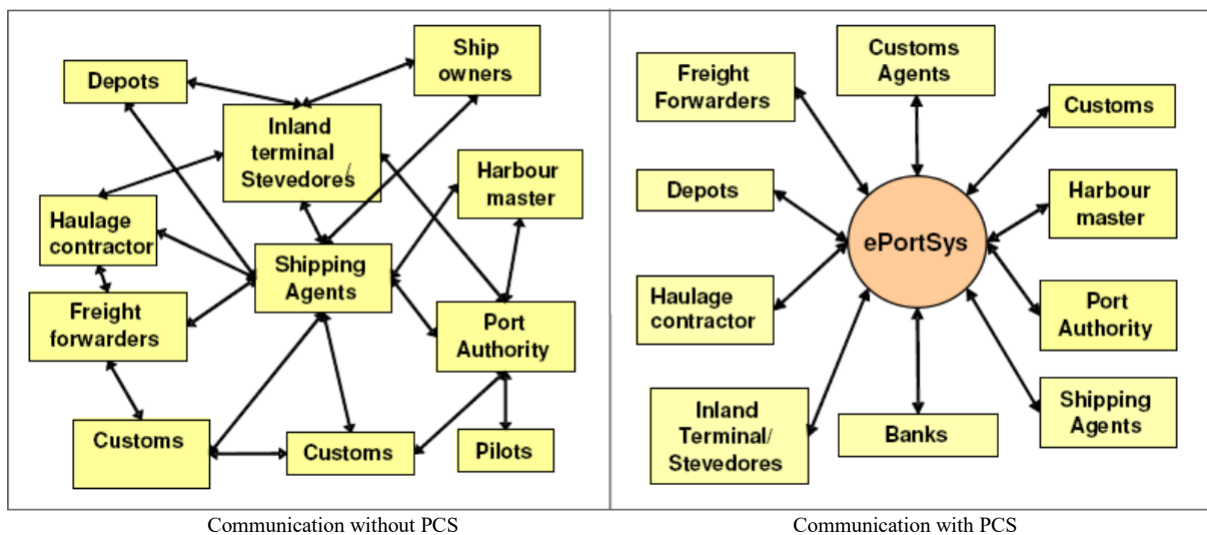 Depots
Ship
owners
Inland
terminal
Stevedores/
Harbour
master
Haulage
contractor
Shipping
Agents
Freight
forwarders
Port
Authority
Customs
Customs
Pilots
Communication without PCS
Customs
Agents
Freight
Forwarders
Customs
Depots
Harbour
master
ePortSys
Haulage
contractor
Port
Authority
Inland
Terminal/
Stevedores
Banks
Shipping
Agents
Communication with PCS